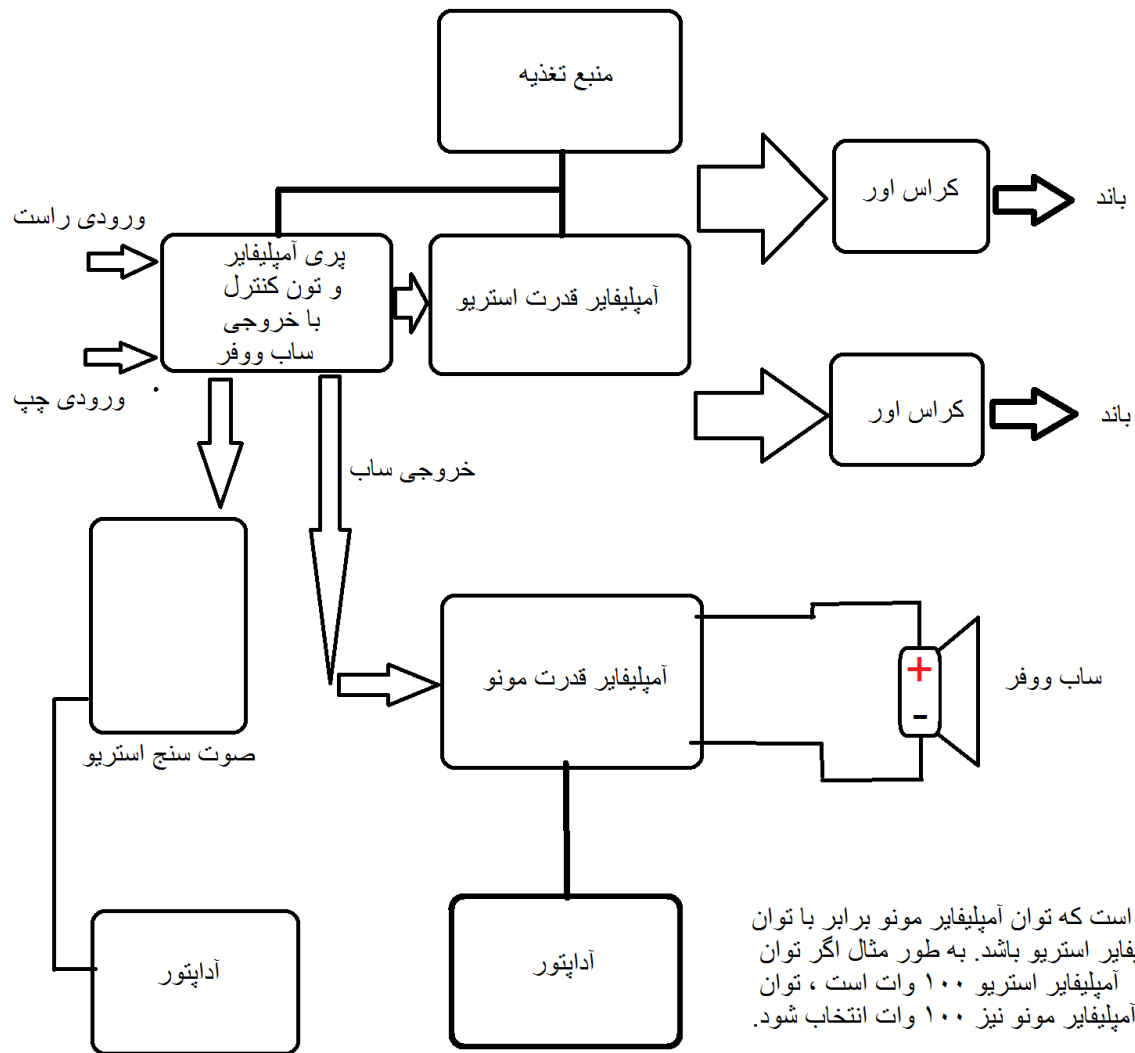 منبع تغذیه
کراس اور
باند
ورودی راست
پری آمپلیفایر
و تون کنترل
با خروجی
ساب ووفر
آمپلیفایر قدرت استریو
ورودی چپ
کراس اور
باند
خروجی ساب
آمپلیفایر قدرت مونو
+
-
ساب ووفر
صوت سنج استریو
آداپتور
آداپتور
است که توان آمپلیفایر مونو برابر با توان
استریو باشد. به طور مثال اگر توان
آمپلیفایر استریو ۱۰۰ وات است ، توان
آمپلیفایر مونو نیز ۱۰۰ وات انتخاب شود.